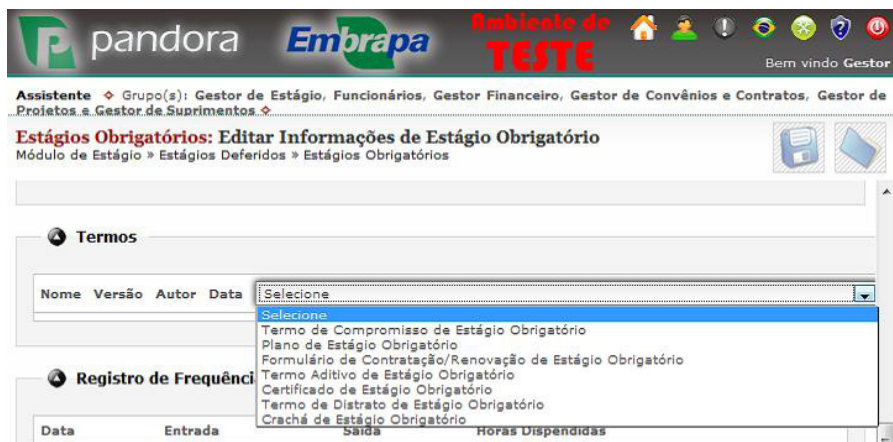 pandora
Embrapa
Ambiente de
TESTE
Bem vindo Gestor
Assistente Grupo(s): Gestor de Estágio, Funcionários, Gestor Financeiro, Gestor de Convênios e Contratos, Gestor de
Projetos e Gestor de Suprimentos
Estágios Obrigatórios: Editar Informações de Estágio Obrigatório
Módulo de Estágio » Estágios Deferidos » Estágios Obrigatórios
Termos
Nome Versão Autor Data Selecione
Selecione
Termo de Compromisso de Estágio Obrigatório
Plano de Estágio Obrigatório
Formulário de Contratação/Renovação de Estágio Obrigatório
Termo Aditivo de Estágio Obrigatório
Certificado de Estágio Obrigatório
Termo de Distrato de Estágio Obrigatório
Crachá de Estágio Obrigatório
Registro de Frequênci
Data Entrada Saída Horas Dispendidas